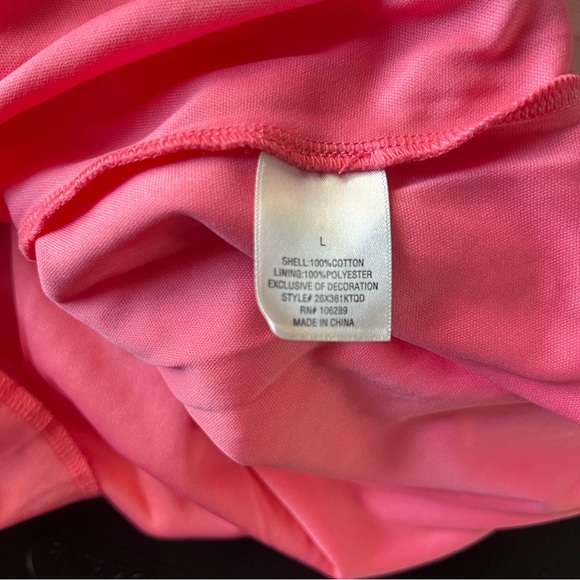 L
SHELL:100%COTTON
LINING:100%POLYESTER
EXCLUSIVE OF DECORATION
STYLE# 26X361KTQD
RN# 106289
MADE IN CHINA